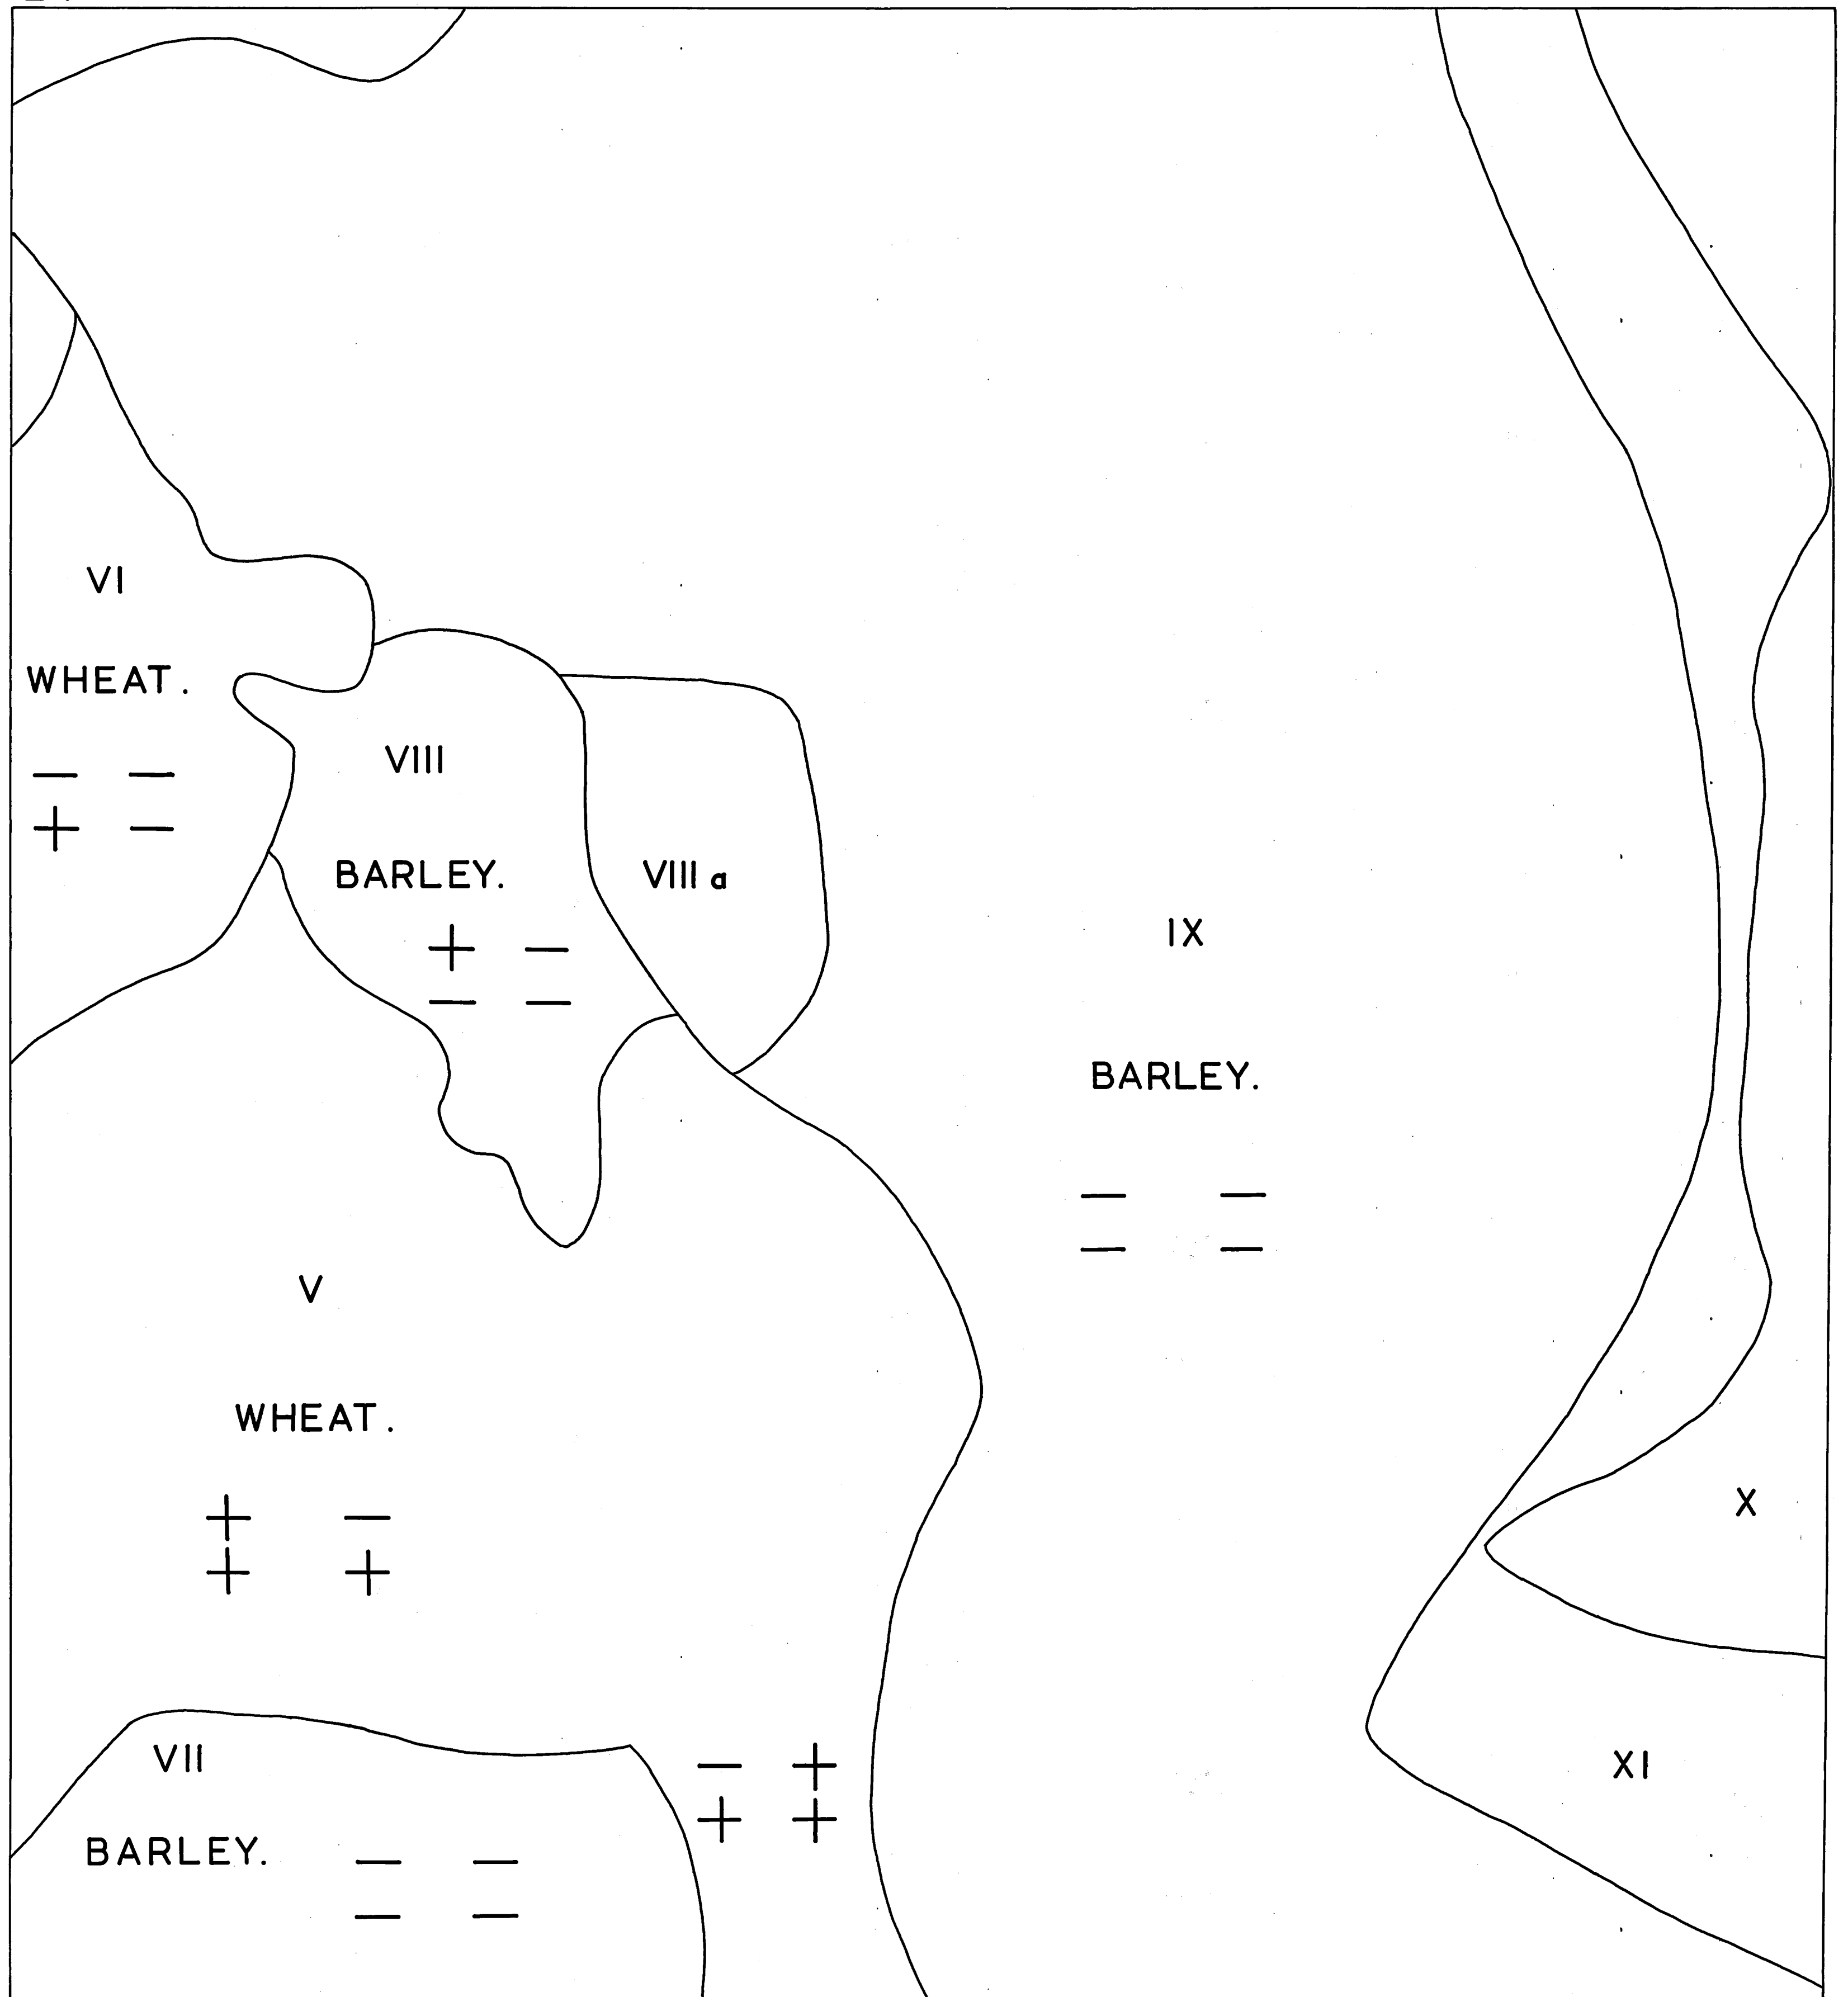 VI
WHEAT.
— —
+ —
VIII
BARLEY.
+ —
— —
VIII a
IX
BARLEY.
— —
— —
V
WHEAT.
+ —
+ +
X
VII
BARLEY.
— —
— —
— +
+ +
XI